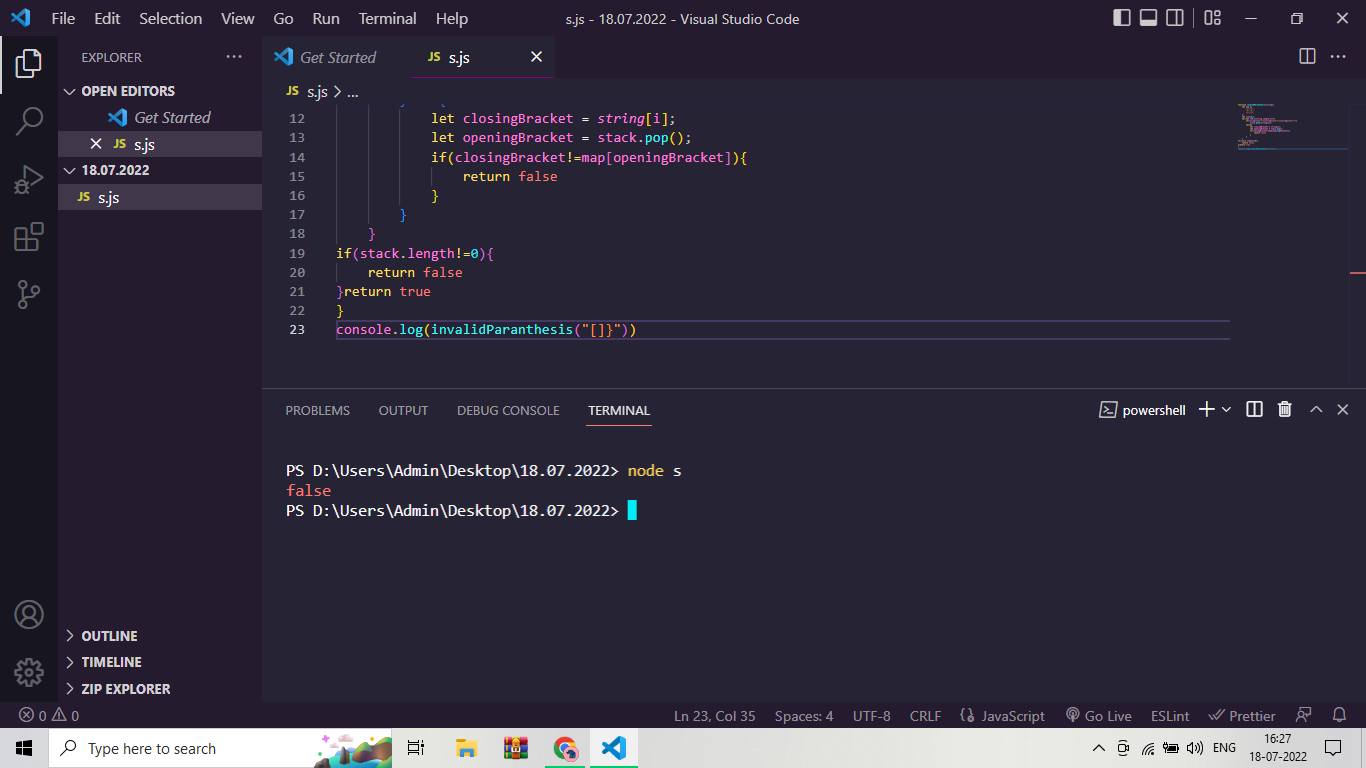 File Edit Selection View Go Run Terminal Help
s.js - 18.07.2022 - Visual Studio Code
EXPLORER
OPEN EDITORS
Get Started
JS s.js
18.07.2022
JS s.js
OUTLINE
TIMELINE
ZIP EXPLORER
Get Started
JS s.js
JS s.js > ...
12 let closingBracket = string[i];
13 let openingBracket = stack.pop();
14 if(closingBracket!=map[openingBracket]){
15 return false
16 }
17 }
18 }
19 if(stack.length!=0){
20 return false
21 }return true
22 }
23 console.log(invalidParanthesis("[]}"))
PROBLEMS OUTPUT DEBUG CONSOLE TERMINAL
powershell
PS D:\Users\Admin\Desktop\18.07.2022> node s
false
PS D:\Users\Admin\Desktop\18.07.2022>
0 0
Ln 23, Col 35 Spaces: 4 UTF-8 CRLF JavaScript Go Live ESLint Prettier
Type here to search
ENG
16:27
18-07-2022